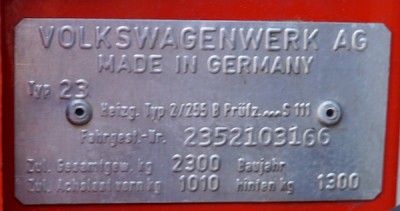 VOLKSWAGENWERK AG
MADE IN GERMANY
Typ 23
Heizg. Typ 2/255 B Prüfz....S 111
Fahrgest.-Nr. 2352103166
Zul. Gesamtgew. kg 2300 Baujahr
Zul. Achslast vorn kg 1010 hinten kg 1300